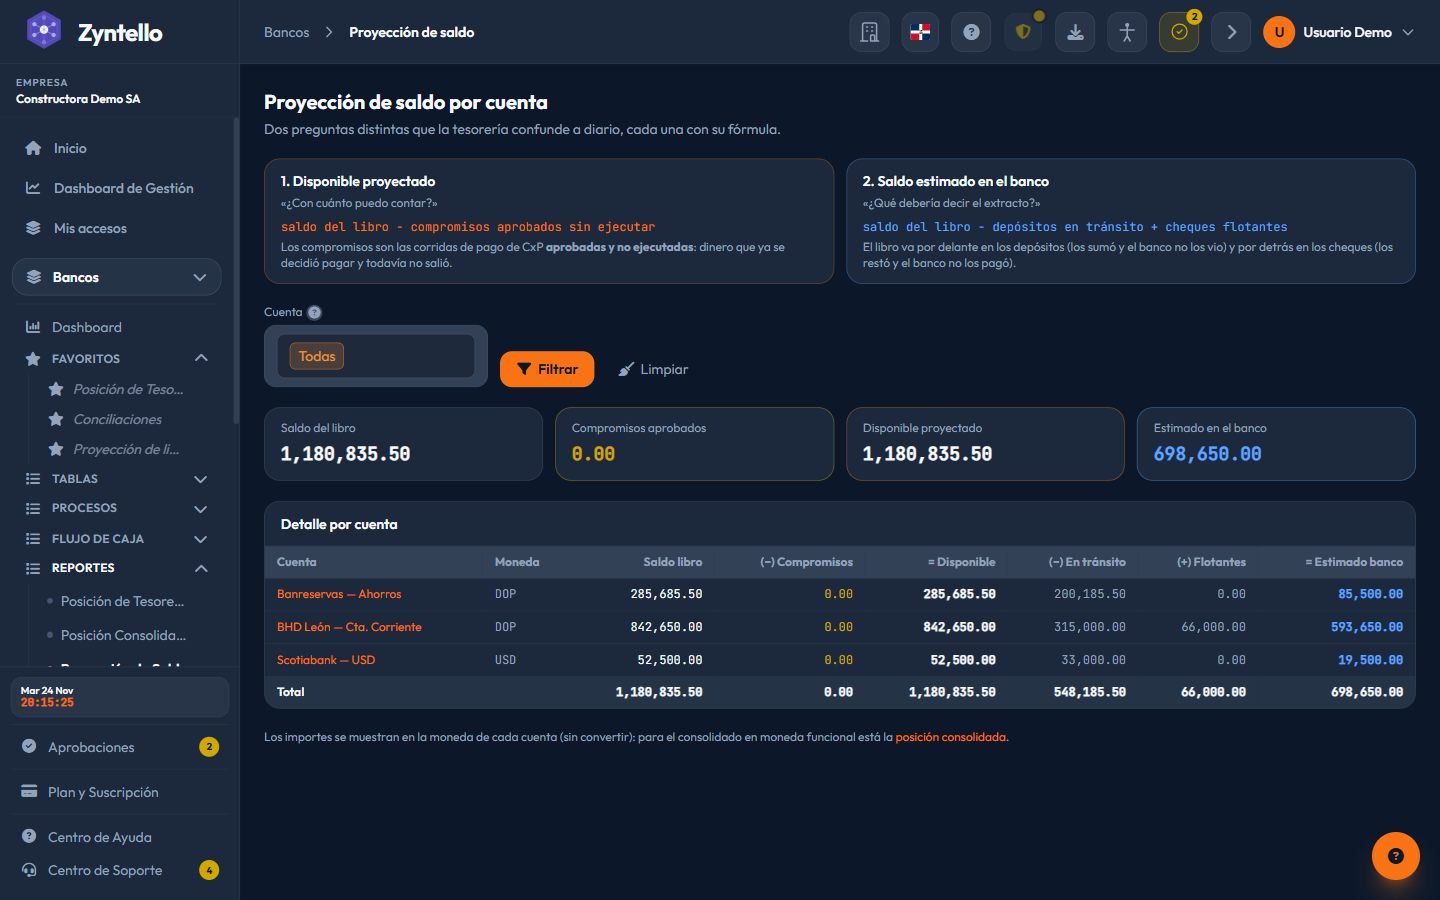 Zyntello
Bancos
Proyección de saldo
2
U
Usuario Demo
EMPRESA
Constructora Demo SA
Inicio
Dashboard de Gestión
Mis accesos
Bancos
Dashboard
FAVORITOS
Posición de Teso...
Conciliaciones
Proyección de li...
TABLAS
PROCESOS
FLUJO DE CAJA
REPORTES
Posición de Tesore...
Posición Consolida...
Mar 24 Nov
20:15:25
Aprobaciones
2
Plan y Suscripción
Centro de Ayuda
Centro de Soporte
4
Proyección de saldo por cuenta
Dos preguntas distintas que la tesorería confunde a diario, cada una con su fórmula.
1. Disponible proyectado
«¿Con cuánto puedo contar?»
saldo del libro - compromisos aprobados sin ejecutar
Los compromisos son las corridas de pago de CxP aprobadas y no ejecutadas: dinero que ya se
decidió pagar y todavía no salió.
2. Saldo estimado en el banco
«¿Qué debería decir el extracto?»
saldo del libro - depósitos en tránsito + cheques flotantes
El libro va por delante en los depósitos (los sumó y el banco no los vio) y por detrás en los cheques (los
restó y el banco no los pagó).
Cuenta ?
Todas
Filtrar
Limpiar
Saldo del libro
1,180,835.50
Compromisos aprobados
0.00
Disponible proyectado
1,180,835.50
Estimado en el banco
698,650.00
Detalle por cuenta
Cuenta Moneda Saldo libro (−) Compromisos = Disponible (−) En tránsito (+) Flotantes = Estimado banco
Banreservas — Ahorros DOP 285,685.50 0.00 285,685.50 200,185.50 0.00 85,500.00
BHD León — Cta. Corriente DOP 842,650.00 0.00 842,650.00 315,000.00 66,000.00 593,650.00
Scotiabank — USD USD 52,500.00 0.00 52,500.00 33,000.00 0.00 19,500.00
Total 1,180,835.50 0.00 1,180,835.50 548,185.50 66,000.00 698,650.00
Los importes se muestran en la moneda de cada cuenta (sin convertir): para el consolidado en moneda funcional está la posición consolidada.
?